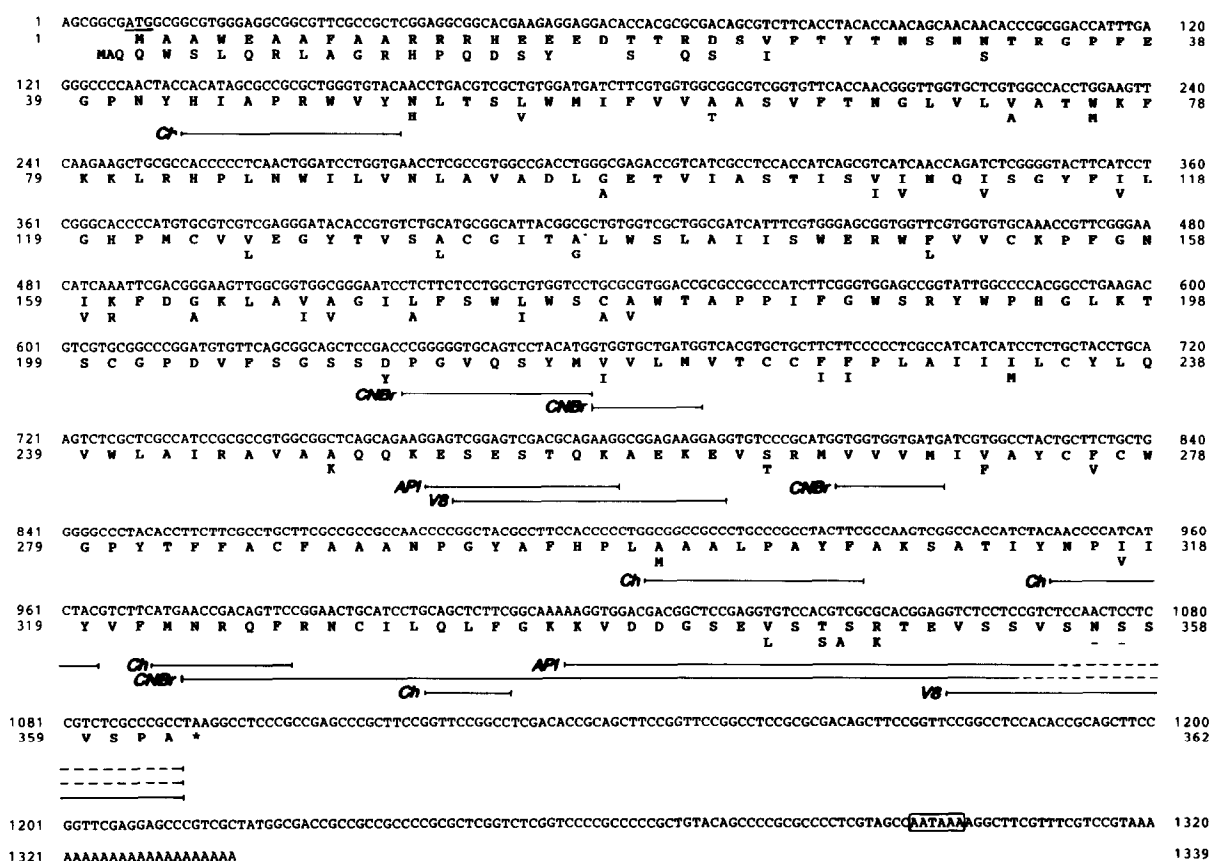 1 AGCGGCGATGGCGGCGTGGGAGGCGGCGTTCGCCGCTCGGAGGCGGCACGAAGAGGAGGACACCACGCGCGACAGCGTCTTCACCTACACCAACAGCAACAACACCCGCGGACCATTTGA 120
1 M A A W E A A F A A R R R H E E E D T T R D S V F T Y T N S N N T R G P F E 38
MAQ Q W S L Q R L A G R H P Q D S Y S Q S I S
121 GGGCCCCAACTACCACATAGCGCCGCGCTGGGTGTACAACCTGACGTCGCTGTGGATGATCTTCGTGGTGGCGGCGTCGGTGTTCACCAACGGGTTGGTGCTCGTGGCCACCTGGAAGTT 240
39 G P N Y H I A P R W V Y N L T S L W M I F V V A A S V F T N G L V L V A T W K F 78
H V T A M
Ch
241 CAAGAAGCTGCGCCACCCCCTCAACTGGATCCTGGTGAACCTCGCCGTGGCCGACCTGGGCGAGACCGTCATCGCCTCCACCATCAGCGTCATCAACCAGATCTCGGGGTACTTCATCCT 360
79 K K L R H P L N W I L V N L A V A D L G E T V I A S T I S V I N Q I S G Y F I L 118
A I V V V
361 CGGGCACCCCATGTGCGTCGTCGAGGGATACACCGTGTCTGCATGCGGCATTACGGCGCTGTGGTCGCTGGCGATCATTTCGTGGGAGCGGTGGTTCGTGGTGTGCAAACCGTTCGGGAA 480
119 G H P M C V V E G Y T V S A C G I T A L W S L A I I S W E R W F V V C K P F G N 158
L L G L
481 CATCAAATTCGACGGGAAGTTGGCGGTGGCGGGAATCCTCTTCTCCTGGCTGTGGTCCTGCGCGTGGACCGCGCCGCCCATCTTCGGGTGGAGCCGGTATTGGCCCCACGGCCTGAAGAC 600
159 I K F D G K L A V A G I L F S W L W S C A W T A P P I F G W S R Y W P H G L K T 198
V R A I V A I A V
601 GTCGTGCGGCCCGGATGTGTTCAGCGGCAGCTCCGACCCGGGGGTGCAGTCCTACATGGTGGTGCTGATGGTCACGTGCTGCTTCTTCCCCCTCGCCATCATCATCCTCTGCTACCTGCA 720
199 S C G P D V F S G S S D P G V Q S Y M V V L M V T C C F F P L A I I I L C Y L Q 238
Y I I I M
CNBr CNBr
721 AGTCTCGCTCGCCATCCGCGCCGTGGCGGCTCAGCAGAAGGAGTCGGAGTCGACGCAGAAGGCGGAGAAGGAGGTGTCCCGCATGGTGGTGGTGATGATCGTGGCCTACTGCTTCTGCTG 840
239 V W L A I R A V A A Q Q K E S E S T Q K A E K E V S R M V V V M I V A Y C F C W 278
K T F V
API CNBr
V8
841 GGGGCCCTACACCTTCTTCGCCTGCTTCGCCGCCGCCAACCCCGGCTACGCCTTCCACCCCCTGGCGGCCGCCCTGCCCGCCTACTTCGCCAAGTCGGCCACCATCTACAACCCCATCAT 960
279 G P Y T F F A C F A A A N P G Y A F H P L A A A L P A Y F A K S A T I Y N P I I 318
M V
Ch Ch
961 CTACGTCTTCATGAACCGACAGTTCCGGAACTGCATCCTGCAGCTCTTCGGCAAAAAGGTGGACGACGGCTCCGAGGTGTCCACGTCGCGCACGGAGGTCTCCTCCGTCTCCAACTCCTC 1080
319 Y V F M N R Q F R N C I L Q L F G K K V D D G S E V S T S R T E V S S V S N S S 358
L S A K - -
Ch API
CNBr
Ch V8
1081 CGTCTCGCCCGCCTAAGGCCTCCCGCCGAGCCCGCTTCCGGTTCCGGCCTCGACACCGCAGCTTCCGGTTCCGGCCTCCGCGCGACAGCTTCCGGTTCCGGCCTCCACACCGCAGCTTCC 1200
359 V S P A * 362
1201 GGTTCGAGGAGCCCGTCGCTATGGCGACCGCCGCCGCCCCGCGCTCGGTCTCGGTCCCCGCCCCCGCTGTACAGCCCCGCGCCCCTCGTAGCCAATAAAAGGCTTCGTTTCGTCCGTAAA 1320
1321 AAAAAAAAAAAAAAAAAAA 1339